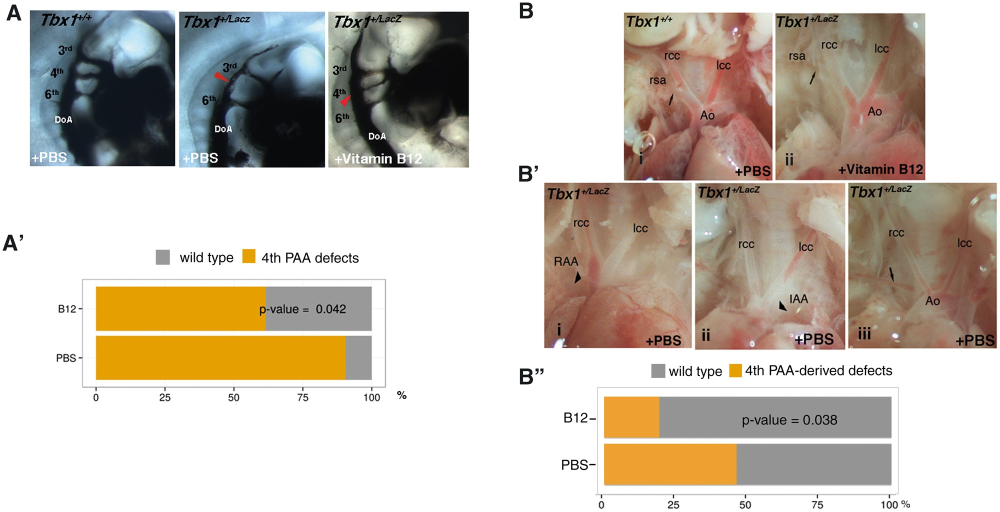 A
Tbx1+/+
3rd
4th
6th
DoA
+PBS
Tbx1+/Lacz
3rd
6th
DoA
+PBS
Tbx1+/LacZ
3rd
4th
6th
DoA
+Vitamin B12
A’
wild type 4th PAA defects
B12
p-value = 0.042
PBS
0 25 50 75 100 %
B
Tbx1+/+
rcc
lcc
rsa
Ao
i
+PBS
Tbx1+/LacZ
rcc
lcc
rsa
Ao
ii
+Vitamin B12
B’
Tbx1+/LacZ
rcc
lcc
RAA
i
+PBS
Tbx1+/LacZ
rcc
lcc
IAA
ii
+PBS
Tbx1+/LacZ
rcc
lcc
Ao
iii
+PBS
B”
wild type 4th PAA-derived defects
B12
p-value = 0.038
PBS
0 25 50 75 100 %